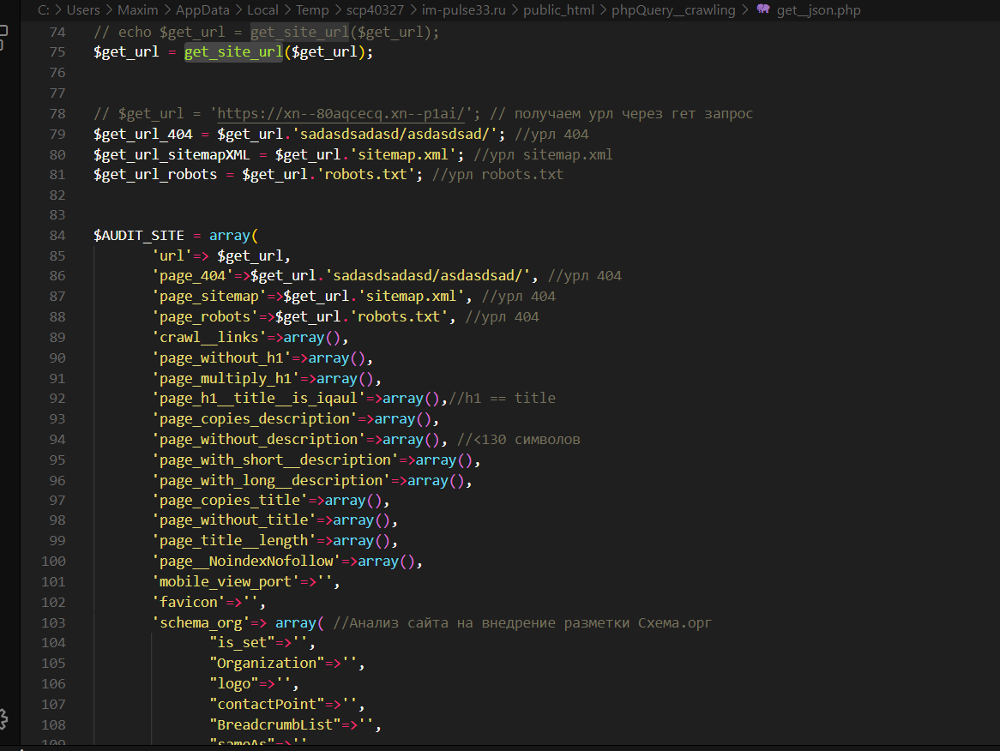 C: > Users > Maxim > AppData > Local > Temp > scp40327 > im-pulse33.ru > public_html > phpQuery__crawling > get__json.php
74 // echo $get_url = get_site_url($get_url);
75 $get_url = get_site_url($get_url);
76
77
78 // $get_url = 'https://xn--80aqcecq.xn--p1ai/'; // получаем урл через гет запрос
79 $get_url_404 = $get_url.'sadasdsadasd/asdasdsad/'; //урл 404
80 $get_url_sitemapXML = $get_url.'sitemap.xml'; //урл sitemap.xml
81 $get_url_robots = $get_url.'robots.txt'; //урл robots.txt
82
83
84 $AUDIT_SITE = array(
85 'url'=> $get_url,
86 'page_404'=>$get_url.'sadasdsadasd/asdasdsad/', //урл 404
87 'page_sitemap'=>$get_url.'sitemap.xml', //урл 404
88 'page_robots'=>$get_url.'robots.txt', //урл 404
89 'crawl__links'=>array(),
90 'page_without_h1'=>array(),
91 'page_multiply_h1'=>array(),
92 'page_h1__title__is_iqaul'=>array(),//h1 == title
93 'page_copies_description'=>array(),
94 'page_without_description'=>array(), //<130 символов
95 'page_with_short__description'=>array(),
96 'page_with_long__description'=>array(),
97 'page_copies_title'=>array(),
98 'page_without_title'=>array(),
99 'page_title__length'=>array(),
100 'page__NoindexNofollow'=>array(),
101 'mobile_view_port'=>'',
102 'favicon'=>'',
103 'schema_org'=> array( //Анализ сайта на внедрение разметки Схема.орг
104 "is_set"=>'',
105 "Organization"=>'',
106 "logo"=>'',
107 "contactPoint"=>'',
108 "BreadcrumbList"=>'',
109 "sameAs"=>''